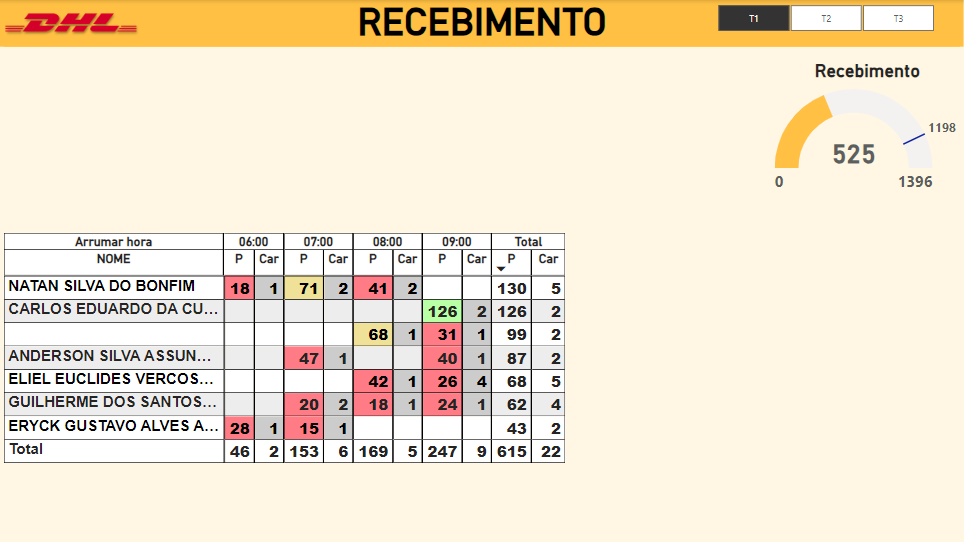 DHL
RECEBIMENTO
T1 T2 T3
Recebimento
1198
525
0 1396
Arrumar hora 06:00 07:00 08:00 09:00 Total
NOME P Car P Car P Car P Car P Car
NATAN SILVA DO BONFIM 18 1 71 2 41 2 130 5
CARLOS EDUARDO DA CU... 126 2 126 2
68 1 31 1 99 2
ANDERSON SILVA ASSUN... 47 1 40 1 87 2
ELIEL EUCLIDES VERCOS... 42 1 26 4 68 5
GUILHERME DOS SANTOS... 20 2 18 1 24 1 62 4
ERYCK GUSTAVO ALVES A... 28 1 15 1 43 2
Total 46 2 153 6 169 5 247 9 615 22